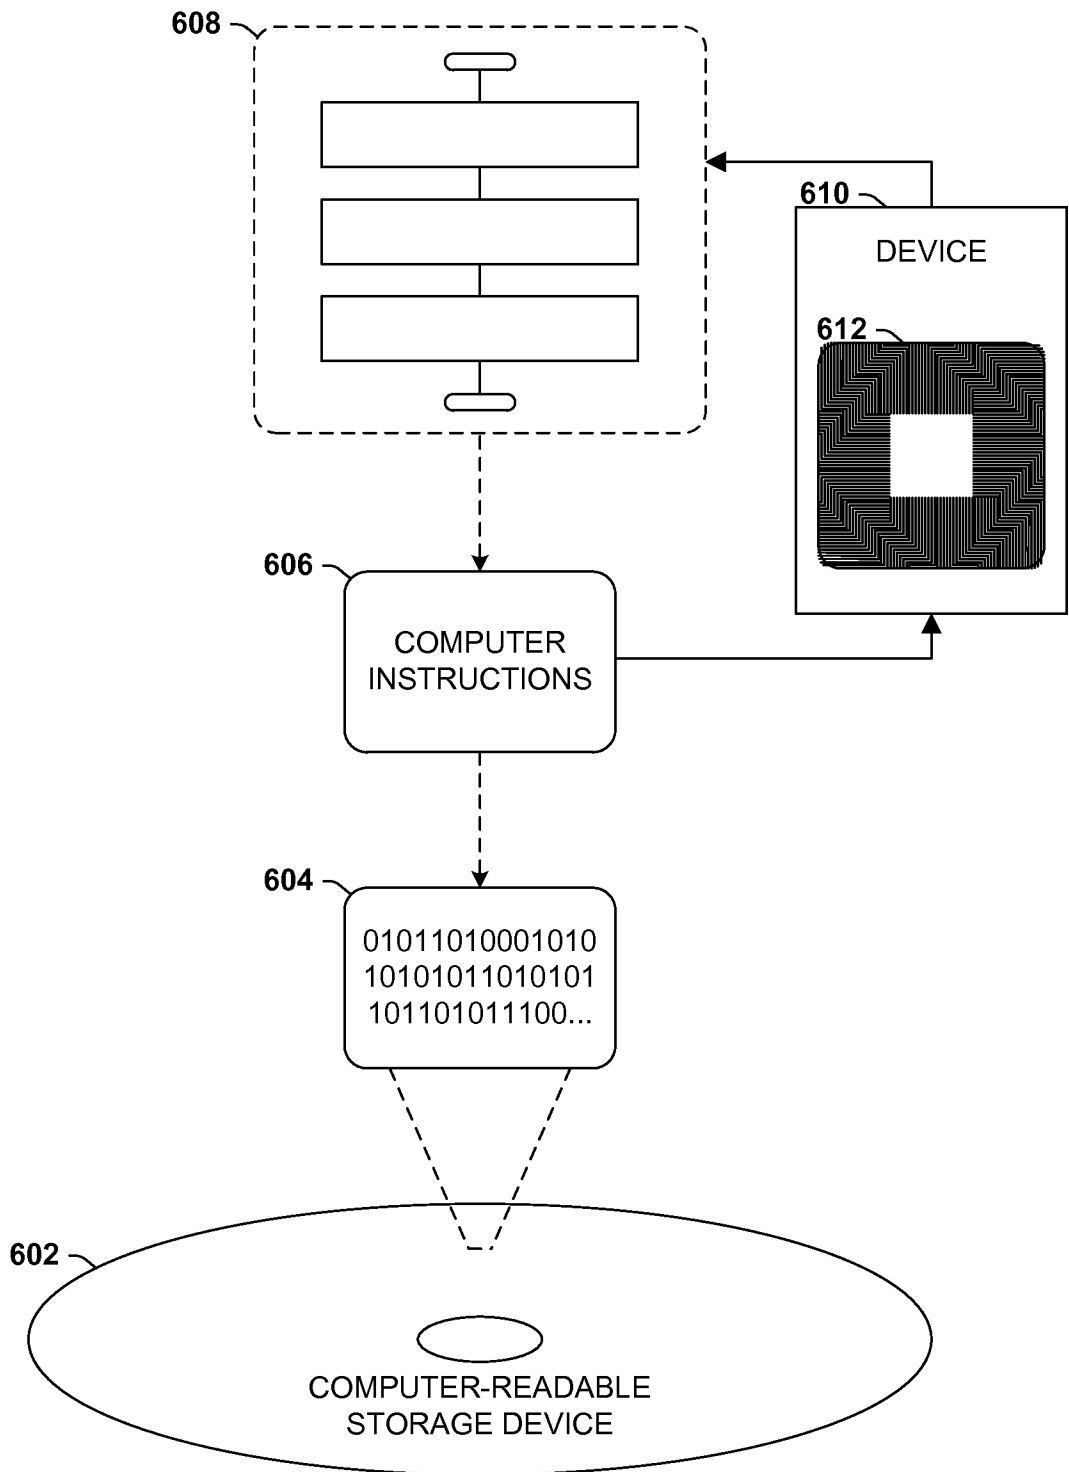 608
610
DEVICE
612
606
COMPUTER
INSTRUCTIONS
604
01011010001010
10101011010101
101101011100...
602
COMPUTER-READABLE
STORAGE DEVICE